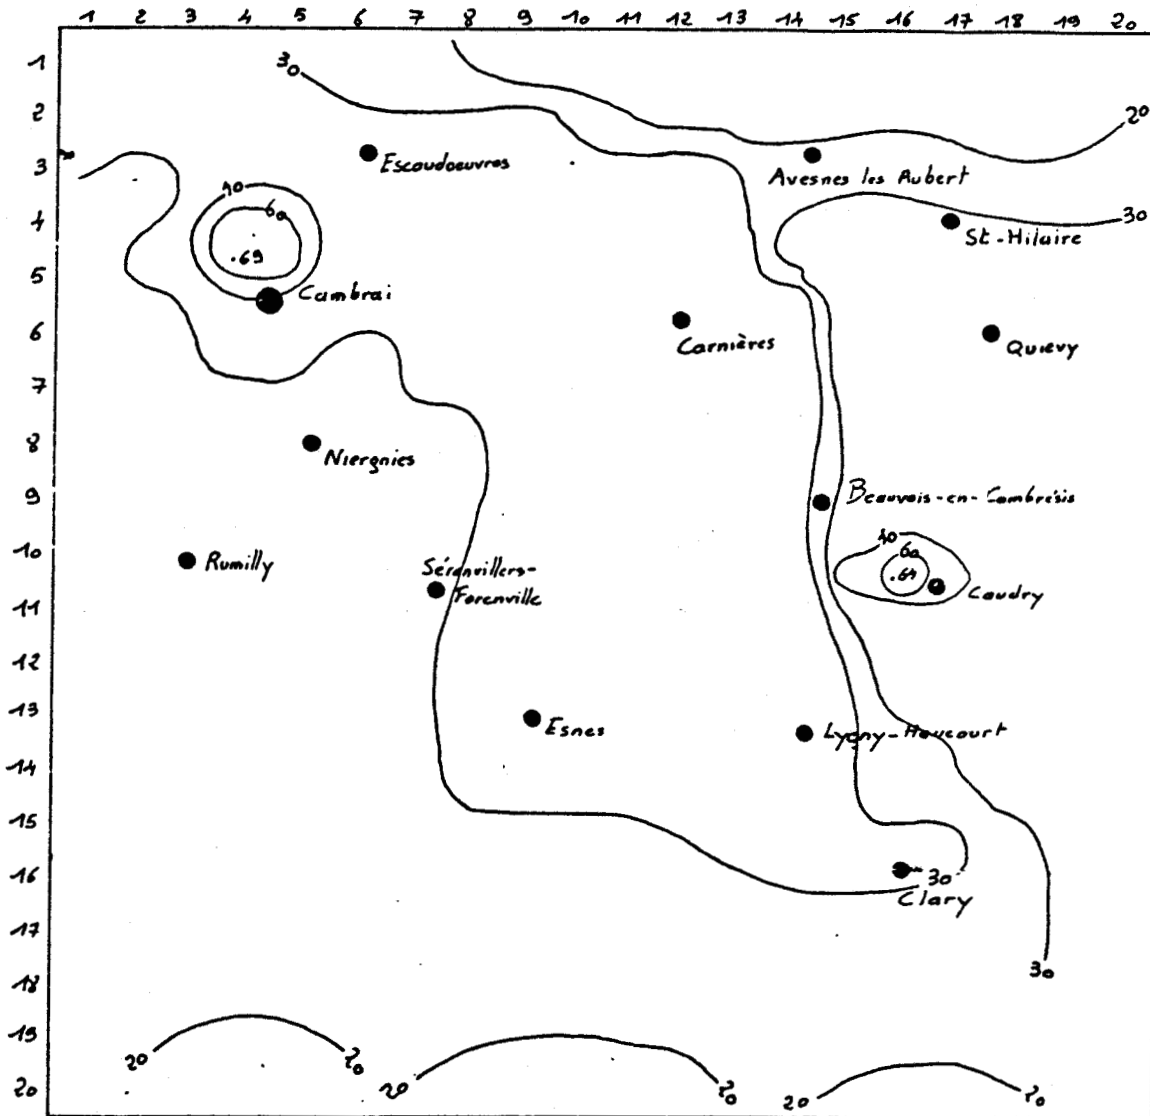 1 2 3 4 5 6 7 8 9 10 11 12 13 14 15 16 17 18 19 20
1
30
2
20
3
Escaudoeuvres
Avesnes les Aubert
40
4
60
30
St-Hilaire
.69
5
Cambrai
6
Carnières
Quievy
7
8
Niergnies
9
Beauvois-en-Cambrésis
10
40
Rumilly
60
Séranvillers-
.64
Forenville
Caudry
11
12
13
Esnes
Lygny-Haucourt
14
15
16
30
Clary
17
30
18
19
20
20
20
20
20
20
20